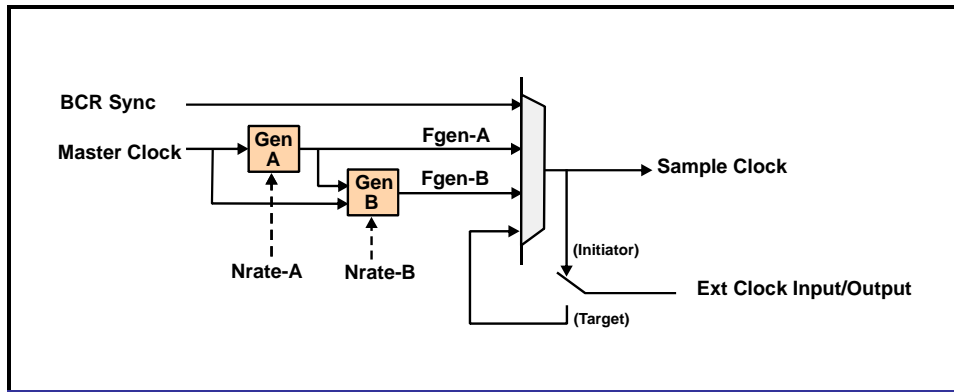 BCR Sync
Master Clock
Gen
A
Fgen-A
Gen
B
Fgen-B
Sample Clock
(Initiator)
Nrate-A
Nrate-B
Ext Clock Input/Output
(Target)